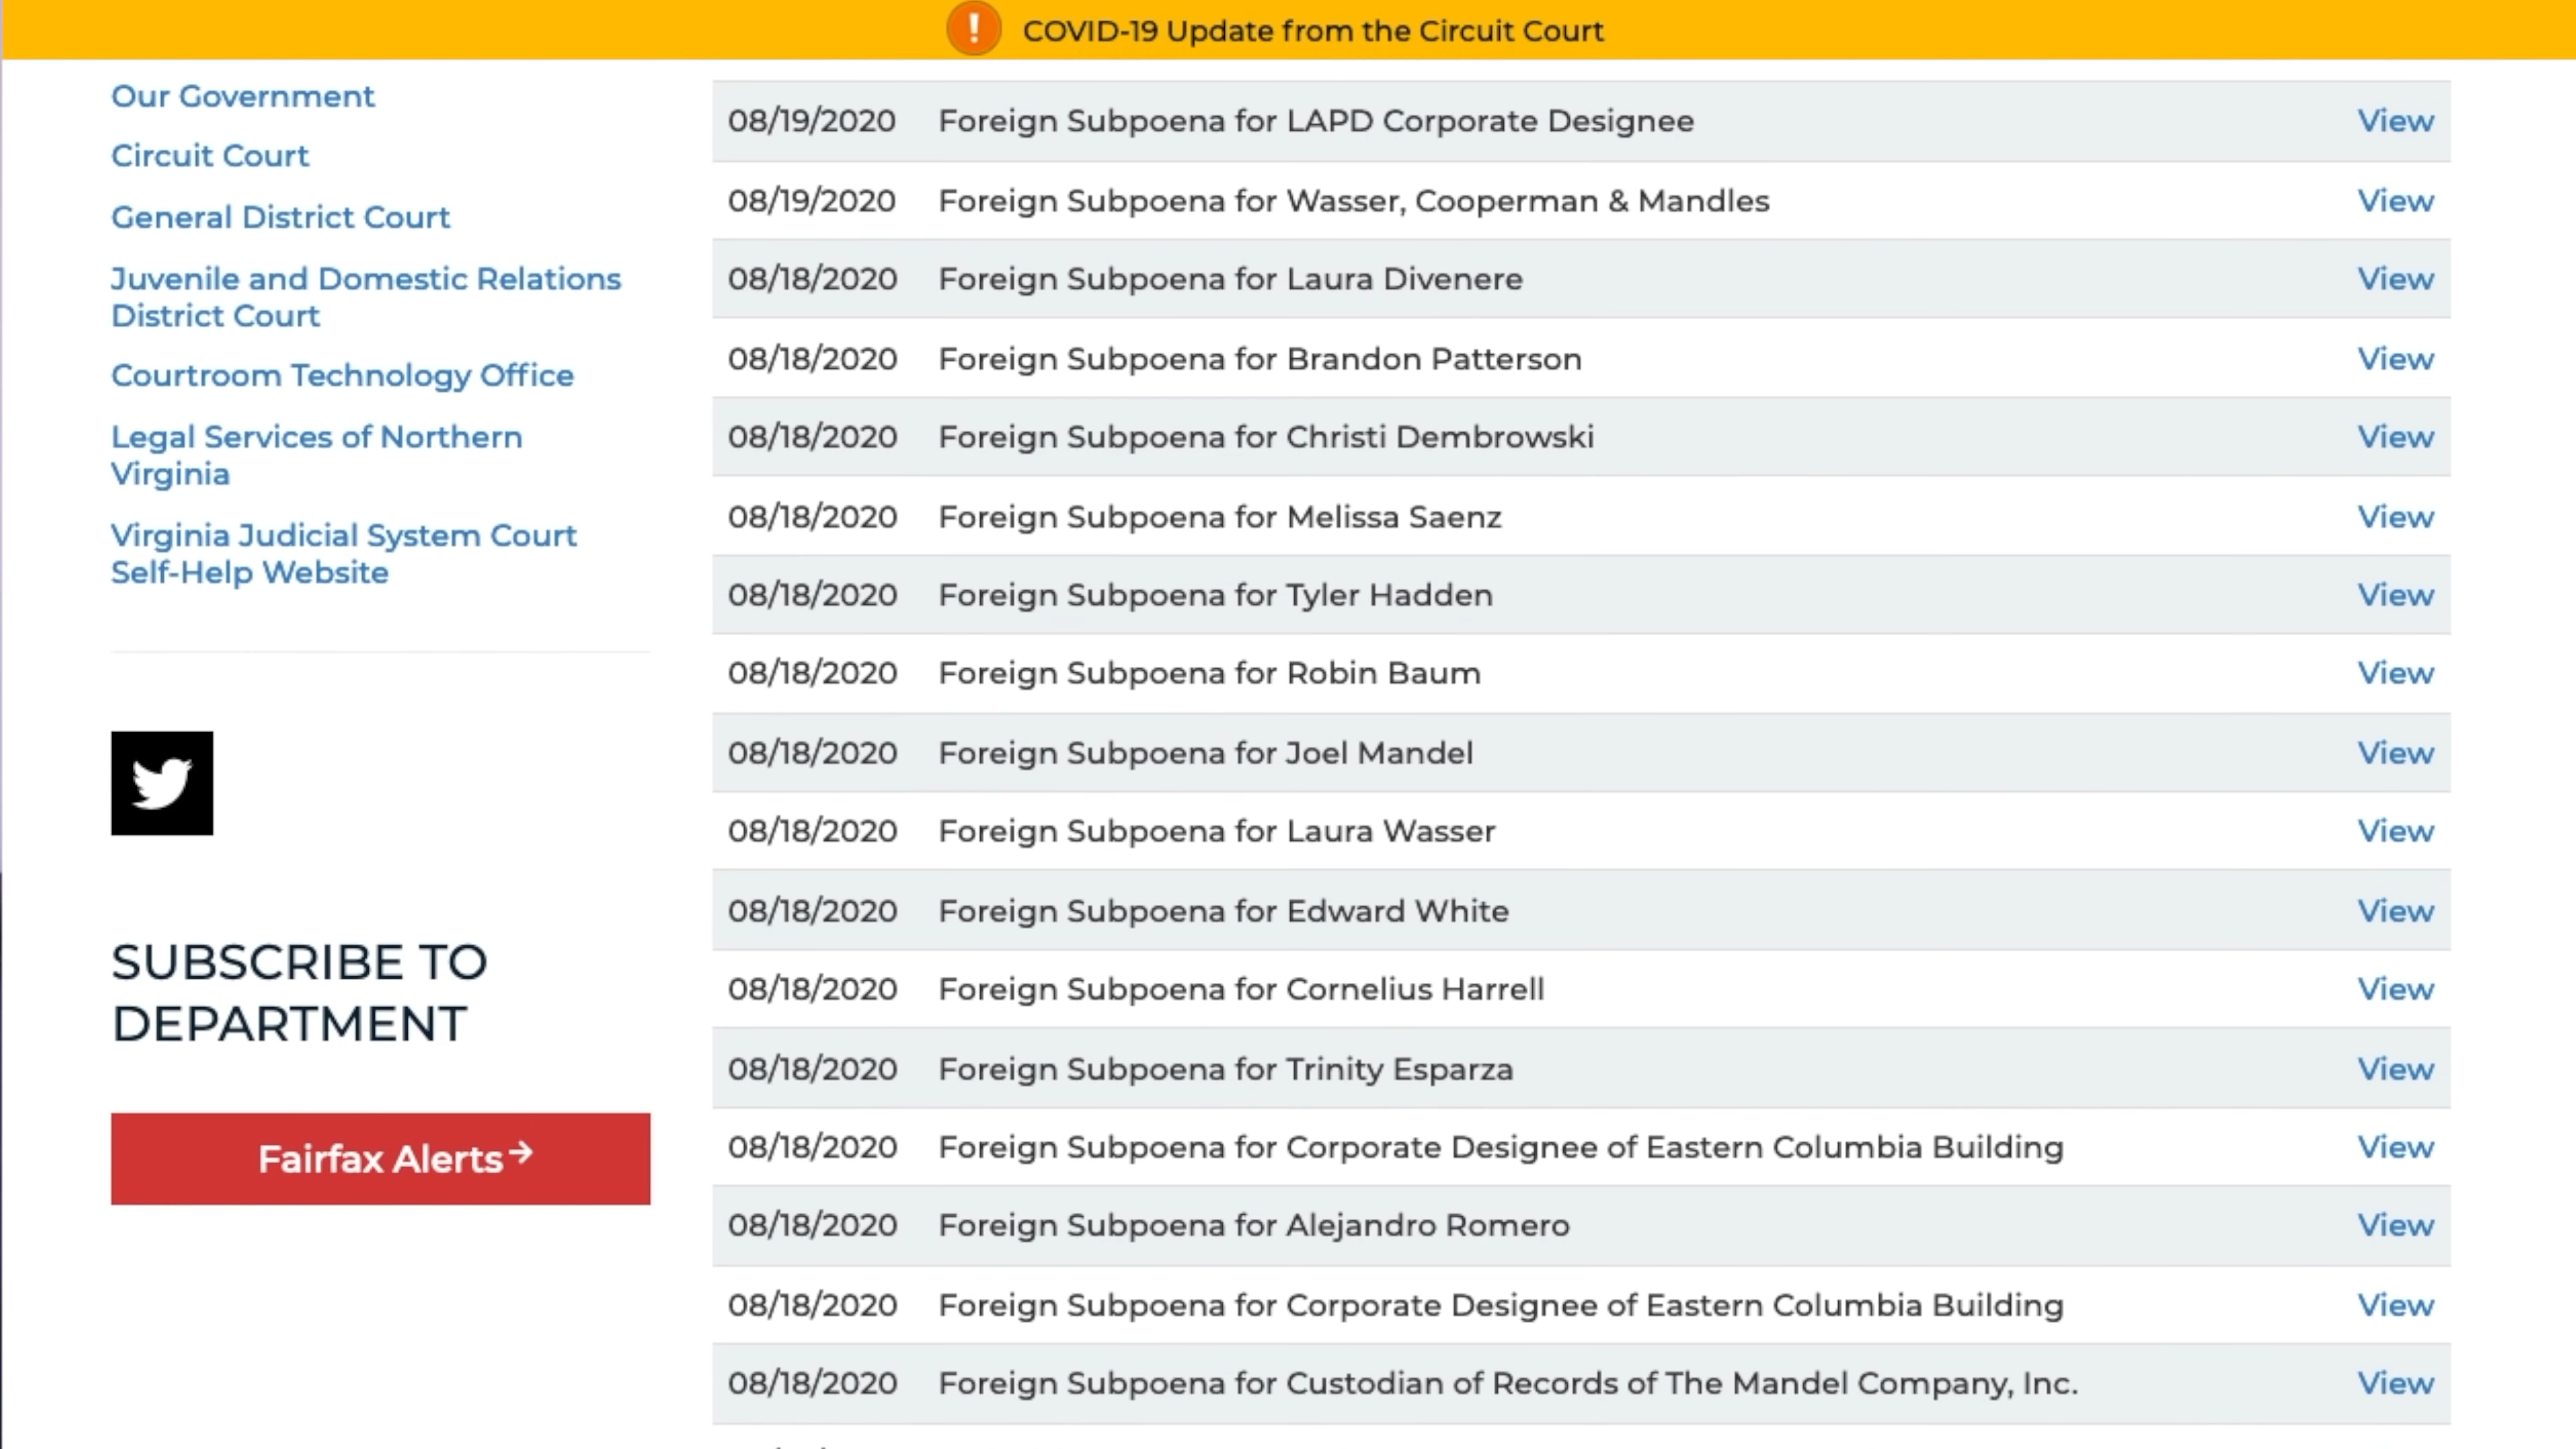 COVID-19 Update from the Circuit Court
Our Government
Circuit Court
General District Court
Juvenile and Domestic Relations
District Court
Courtroom Technology Office
Legal Services of Northern
Virginia
Virginia Judicial System Court
Self-Help Website
SUBSCRIBE TO
DEPARTMENT
Fairfax Alerts→
08/19/2020 Foreign Subpoena for LAPD Corporate Designee View
08/19/2020 Foreign Subpoena for Wasser, Cooperman & Mandles View
08/18/2020 Foreign Subpoena for Laura Divenere View
08/18/2020 Foreign Subpoena for Brandon Patterson View
08/18/2020 Foreign Subpoena for Christi Dembrowski View
08/18/2020 Foreign Subpoena for Melissa Saenz View
08/18/2020 Foreign Subpoena for Tyler Hadden View
08/18/2020 Foreign Subpoena for Robin Baum View
08/18/2020 Foreign Subpoena for Joel Mandel View
08/18/2020 Foreign Subpoena for Laura Wasser View
08/18/2020 Foreign Subpoena for Edward White View
08/18/2020 Foreign Subpoena for Cornelius Harrell View
08/18/2020 Foreign Subpoena for Trinity Esparza View
08/18/2020 Foreign Subpoena for Corporate Designee of Eastern Columbia Building View
08/18/2020 Foreign Subpoena for Alejandro Romero View
08/18/2020 Foreign Subpoena for Corporate Designee of Eastern Columbia Building View
08/18/2020 Foreign Subpoena for Custodian of Records of The Mandel Company, Inc. View